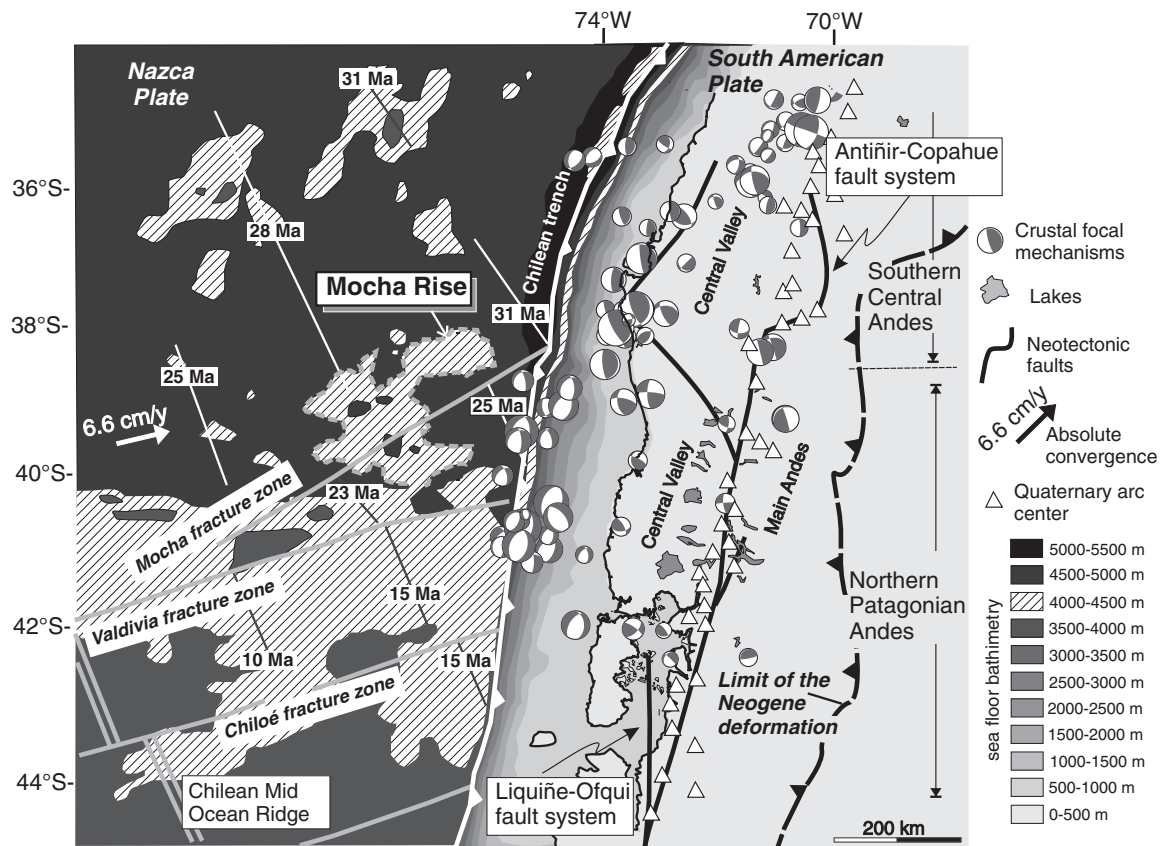 74°W
70°W
Nazca
Plate
31 Ma
South American
Plate
Antiñir-Copahue
fault system
36°S-
28 Ma
Chilean trench
Central Valley
Mocha Rise
31 Ma
38°S-
25 Ma
25 Ma
6.6 cm/y
Southern
Central
Andes
40°S-
23 Ma
Mocha fracture zone
Central Valley
Main Andes
Valdivia fracture zone
15 Ma
42°S-
10 Ma
15 Ma
Chiloé fracture zone
Northern
Patagonian
Andes
Limit of the
Neogene
deformation
44°S-
Chilean Mid
Ocean Ridge
Liquiñe-Ofqui
fault system
200 km
Crustal focal
mechanisms
Lakes
Neotectonic
faults
6.6 cm/y
Absolute
convergence
Quaternary arc
center
sea floor bathimetry
5000-5500 m
4500-5000 m
4000-4500 m
3500-4000 m
3000-3500 m
2500-3000 m
2000-2500 m
1500-2000 m
1000-1500 m
500-1000 m
0-500 m